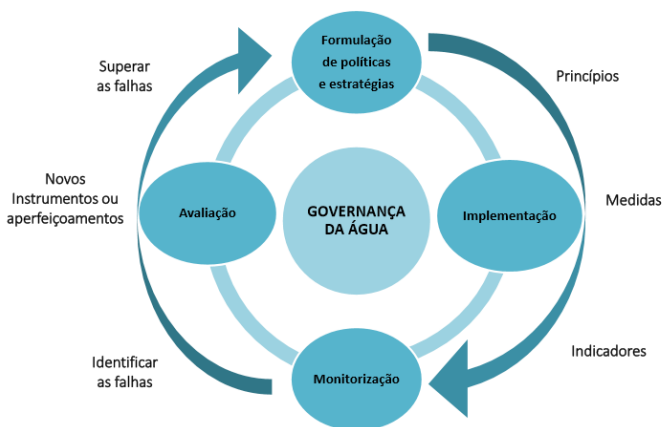 Formulação
de políticas
e estratégias
Superar
as falhas
Princípios
Novos
Instrumentos ou
aperfeiçoamentos
Avaliação
GOVERNANÇA
DA ÁGUA
Implementação
Medidas
Identificar
as falhas
Monitorização
Indicadores